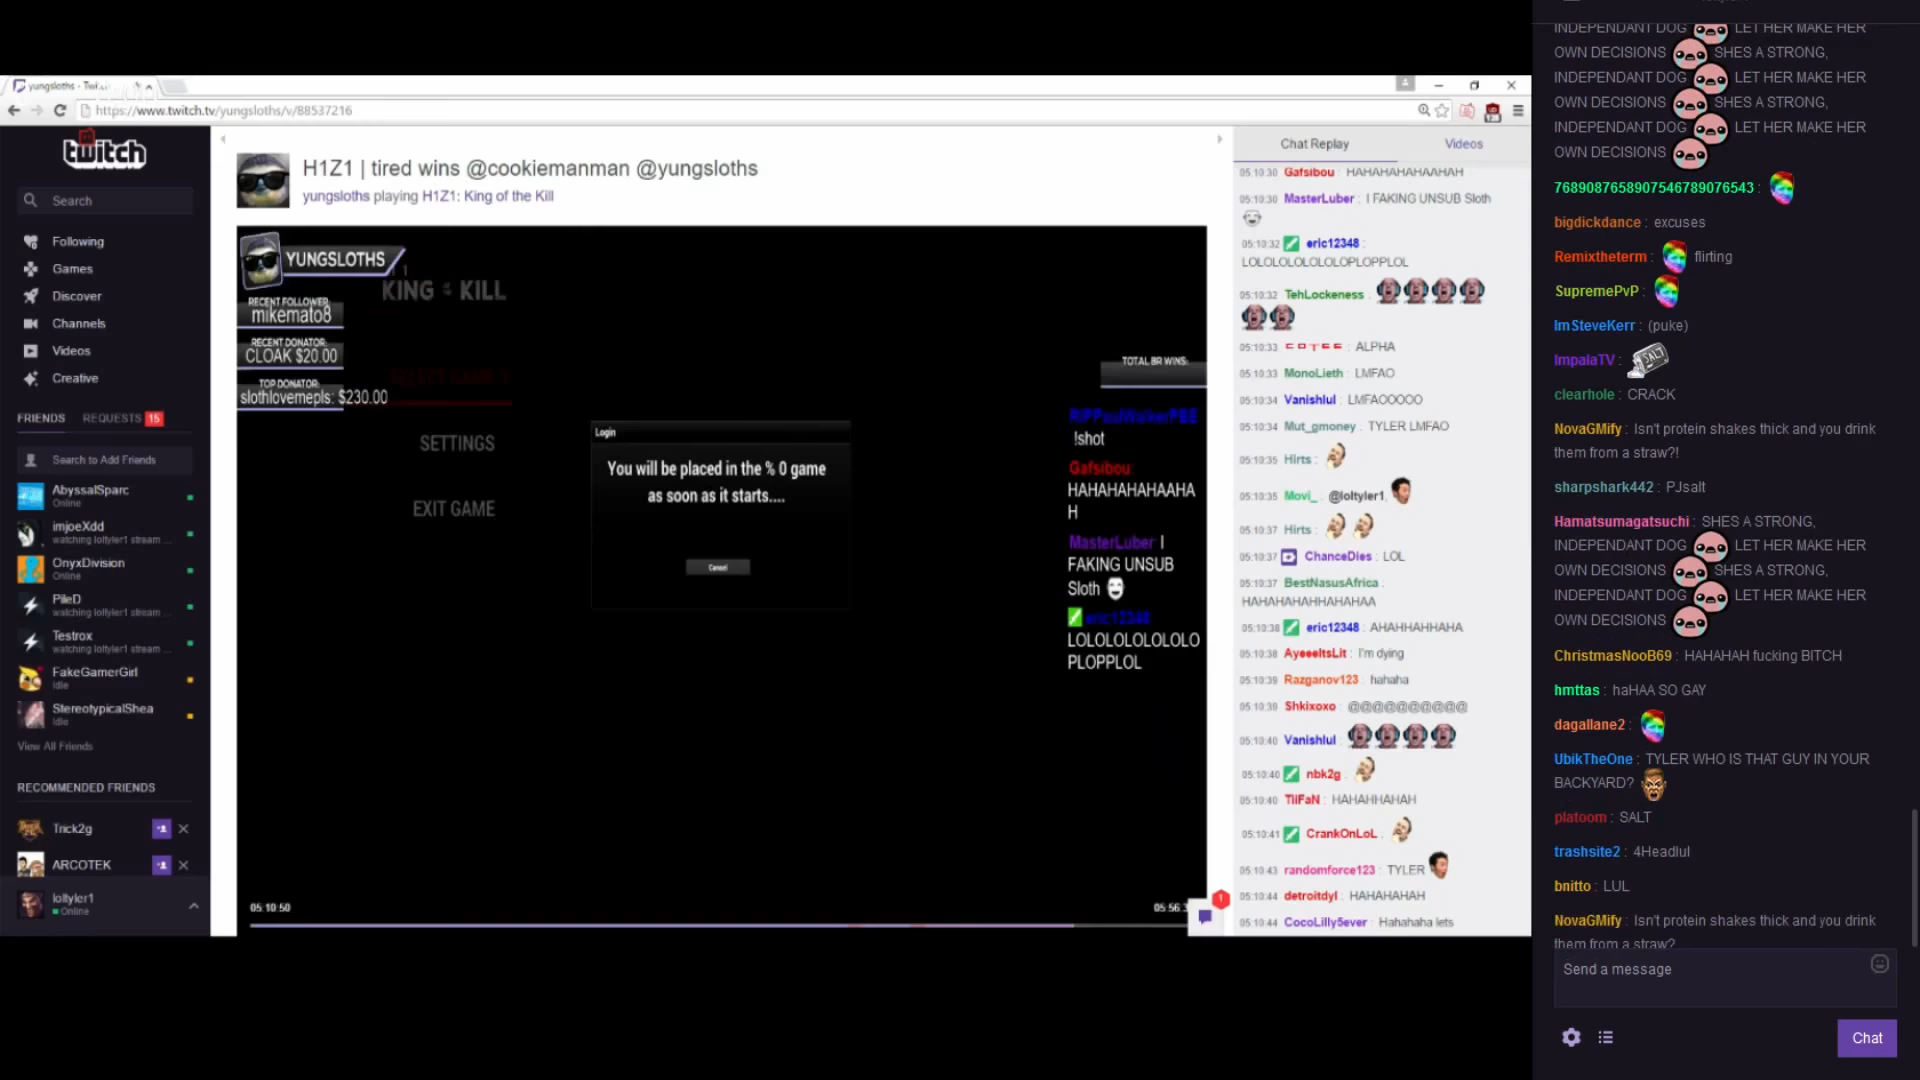 yungsloths - Twi
https://www.twitch.tv/yungsloths/v/88537216
twitch
Search
Following
Games
Discover
Channels
Videos
Creative
FRIENDS REQUESTS 15
Search to Add Friends
AbyssalSparc
Online
imjoeXdd
watching loltyler1 stream ...
OnyxDivision
Online
PileD
watching loltyler1 stream ...
Testrox
watching loltyler1 stream ...
FakeGamerGirl
Idle
StereotypicalShea
Idle
View All Friends
RECOMMENDED FRIENDS
Trick2g
ARCOTEK
loltyler1
Online
H1Z1 | tired wins @cookiemanman @yungsloths
yungsloths playing H1Z1: King of the Kill
YUNGSLOTHS
KING KILL
RECENT FOLLOWER:
mikemato8
RECENT DONATOR:
CLOAK $20.00
TOP DONATOR:
slothlovemepls: $230.00
SETTINGS
EXIT GAME
Login
You will be placed in the % 0 game
as soon as it starts....
Cancel
TOTAL BR WINS:
RIPPaulWalkerPBE
!shot
Gafsibou:
HAHAHAHAHAAHA
H
MasterLuber: I
FAKING UNSUB
Sloth
eric12348:
LOLOLOLOLOLOLO
PLOPPLOL
05:10:50
05:56:3
Chat Replay Videos
05:10:30 Gafsibou : HAHAHAHAHAAHAH
05:10:30 MasterLuber : I FAKING UNSUB Sloth
05:10:32 eric12348 :
LOLOLOLOLOLOLOPLOPPLOL
05:10:32 TehLockeness :
05:10:33 : ALPHA
05:10:33 MonoLieth : LMFAO
05:10:34 Vanishlul : LMFAOOOOO
05:10:34 Mut_gmoney : TYLER LMFAO
05:10:35 Hirts :
05:10:35 Movi_ : @loltyler1
05:10:37 Hirts :
05:10:37 ChanceDies : LOL
05:10:37 BestNasusAfrica :
HAHAHAHAHHAHAHAA
05:10:38 eric12348 : AHAHHAHHAHA
05:10:38 AyeeeItsLit : I'm dying
05:10:39 Razganov123 : hahaha
05:10:39 Shkixoxo : @@@@@@@@@@
05:10:40 Vanishlul :
05:10:40 nbk2g :
05:10:40 TilFaN : HAHAHHAHAH
05:10:41 CrankOnLoL :
05:10:43 randomforce123 : TYLER
05:10:44 detroitdyl : HAHAHAHAH
05:10:44 CocoLilly5ever : Hahahaha lets
1
INDEPENDANT DOG LET HER MAKE HER
OWN DECISIONS SHES A STRONG,
INDEPENDANT DOG LET HER MAKE HER
OWN DECISIONS SHES A STRONG,
INDEPENDANT DOG LET HER MAKE HER
OWN DECISIONS
7689087658907546789076543 :
bigdickdance : excuses
Remixtheterm : flirting
SupremePvP :
ImSteveKerr : (puke)
ImpalaTV : SALT
clearhole : CRACK
NovaGMify : Isn't protein shakes thick and you drink
them from a straw?!
sharpshark442 : PJsalt
Hamatsumagatsuchi : SHES A STRONG,
INDEPENDANT DOG LET HER MAKE HER
OWN DECISIONS SHES A STRONG,
INDEPENDANT DOG LET HER MAKE HER
OWN DECISIONS
ChristmasNooB69 : HAHAHAH fucking BITCH
hmttas : haHAA SO GAY
dagallane2 :
UbikTheOne : TYLER WHO IS THAT GUY IN YOUR
BACKYARD?
platoom : SALT
trashsite2 : 4Headlul
bnitto : LUL
NovaGMify : Isn't protein shakes thick and you drink
them from a straw?
Send a message
Chat